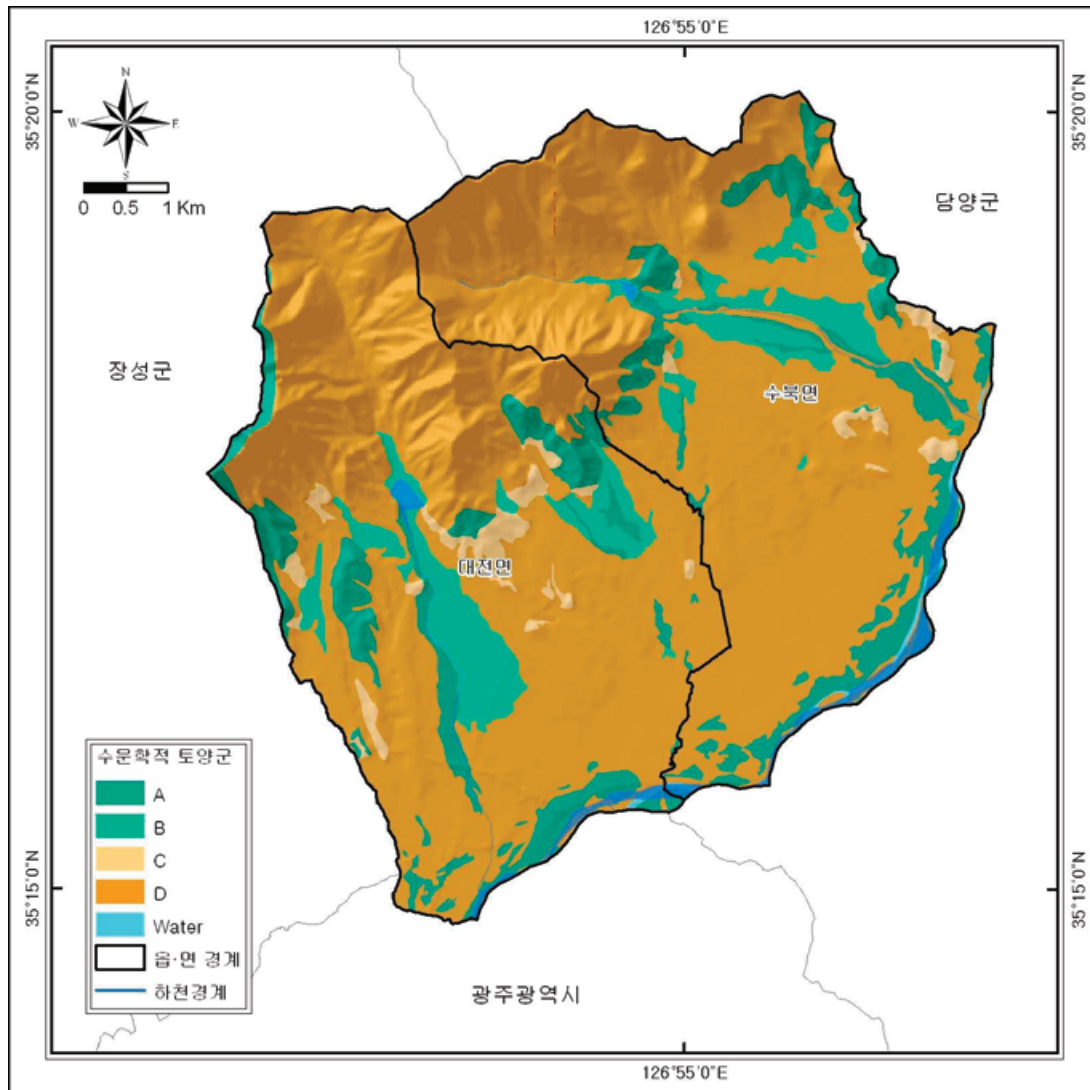 126°55'0"E
35°20'0"N
35°20'0"N
N
W
E
S
0 0.5 1 Km
담양군
장성군
수북면
대전면
수문학적 토양군
A
B
C
D
Water
읍·면 경계
하천경계
35°15'0"N
35°15'0"N
광주광역시
126°55'0"E